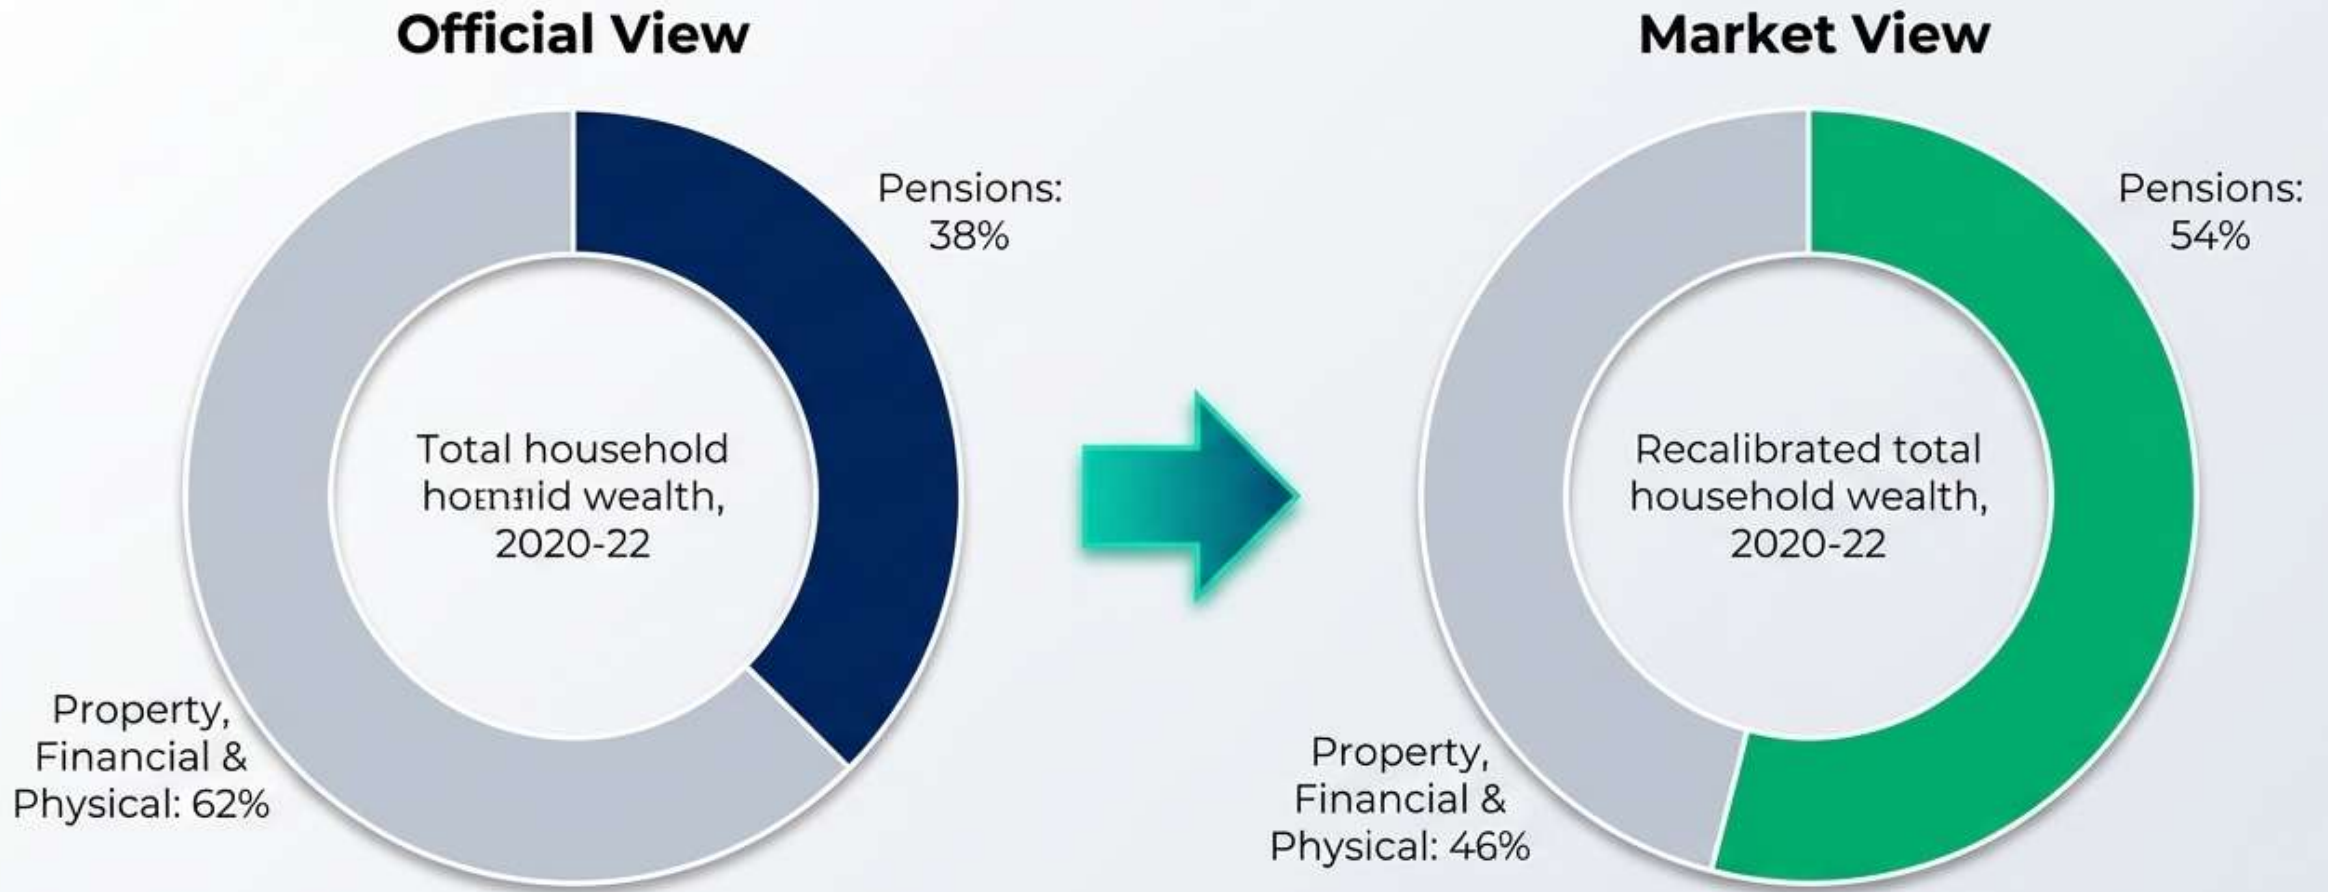 Official View
Pensions:
38%
Total household
wealth,
2020-22
Property,
Financial &
Physical: 62%
Market View
Pensions:
54%
Recalibrated total
household wealth,
2020-22
Property,
Financial &
Physical: 46%